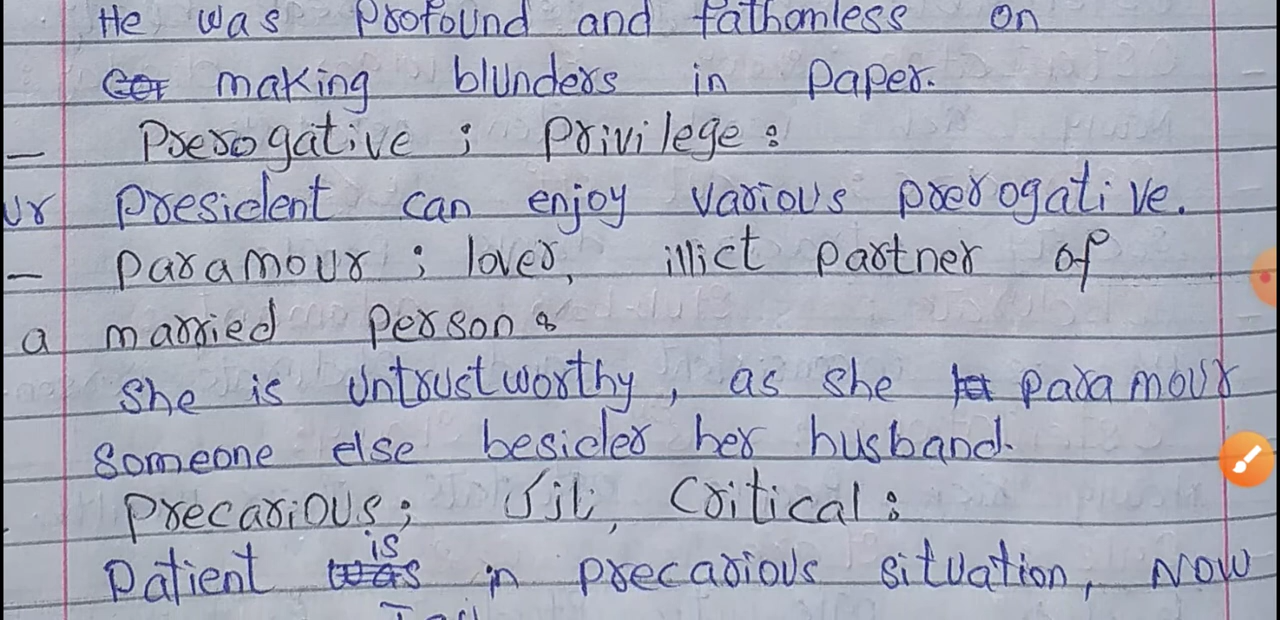 He was profound and fathomless on
making blunders in paper.
– Prerogative ; Privilege :
ur president can enjoy various prerogative.
– paramour ; lover, illict partner of
a married person :
She is untrustworthy, as she paramour
someone else besider her husband.
precarious ; نازک, Critical :
Patient is in precarious situation, Now